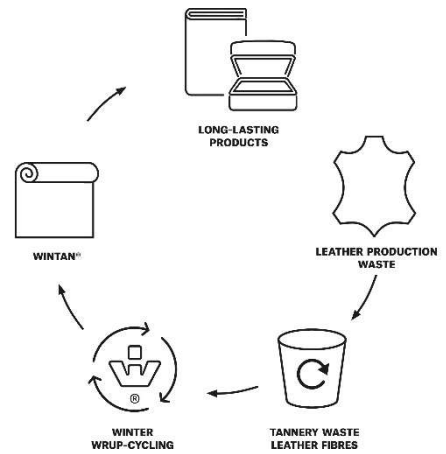 LONG-LASTING
PRODUCTS
LEATHER PRODUCTION
WASTE
TANNERY WASTE
LEATHER FIBRES
®
WINTER
WRUP-CYCLING
WINTAN®